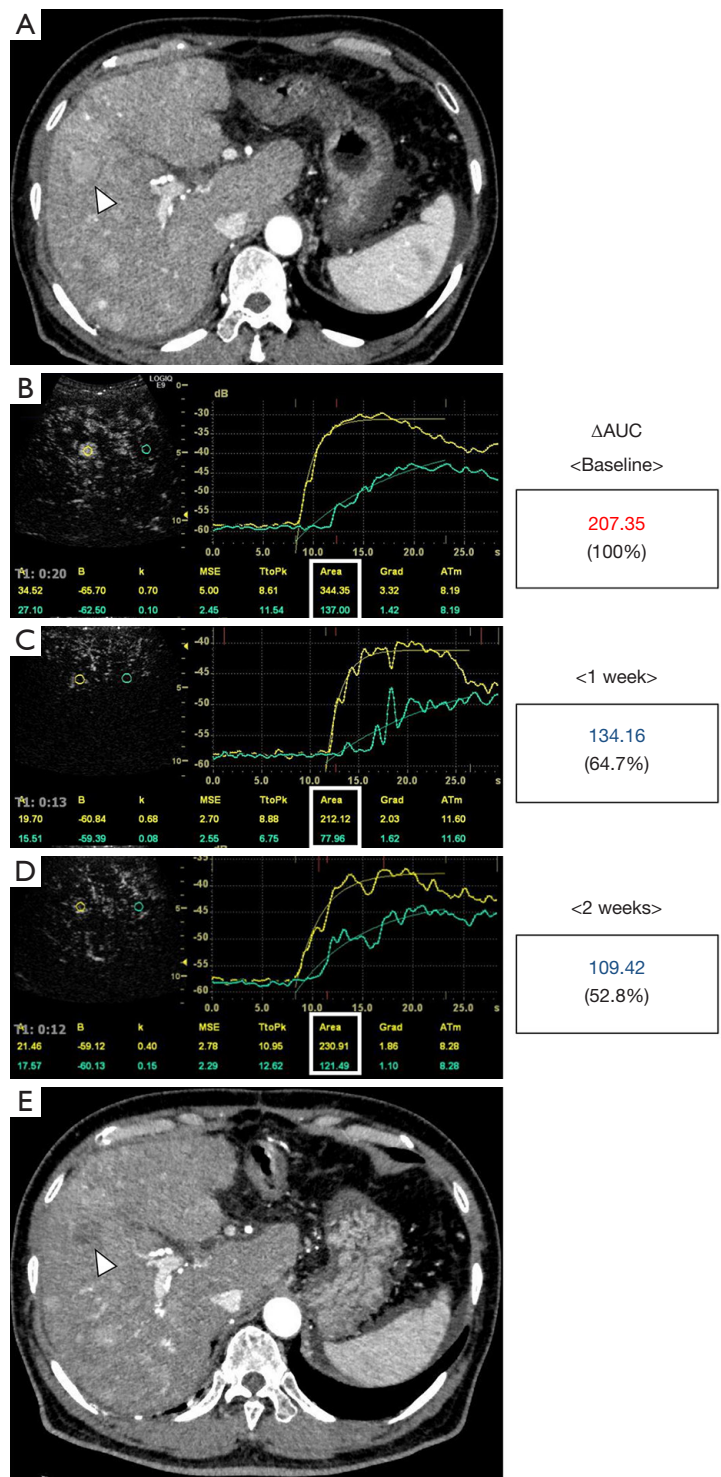 A
B
LOGIQ
E9
0
5
10
dB
-30
-35
-40
-45
-50
-55
-60
0.0 5.0 10.0 15.0 20.0 25.0 s
T1: 0:20
A B k MSE TtoPk Area Grad ATm
34.52 -65.70 0.70 5.00 8.61 344.35 3.32 8.19
27.10 -62.50 0.10 2.45 11.54 137.00 1.42 8.19
ΔAUC
<Baseline>
207.35
(100%)
C
5
10
-40
-45
-50
-55
-60
0.0 5.0 10.0 15.0 20.0 25.0 s
T1: 0:13
A B k MSE TtoPk Area Grad ATm
19.70 -60.84 0.68 2.70 8.88 212.12 2.03 11.60
15.51 -59.39 0.08 2.55 6.75 77.96 1.62 11.60
<1 week>
134.16
(64.7%)
D
dB
5
10
-35
-40
-45
-50
-55
-60
0.0 5.0 10.0 15.0 20.0 25.0 s
T1: 0:12
A B k MSE TtoPk Area Grad ATm
21.46 -59.12 0.40 2.78 10.95 230.91 1.86 8.28
17.57 -60.13 0.15 2.29 12.62 121.49 1.10 8.28
<2 weeks>
109.42
(52.8%)
E